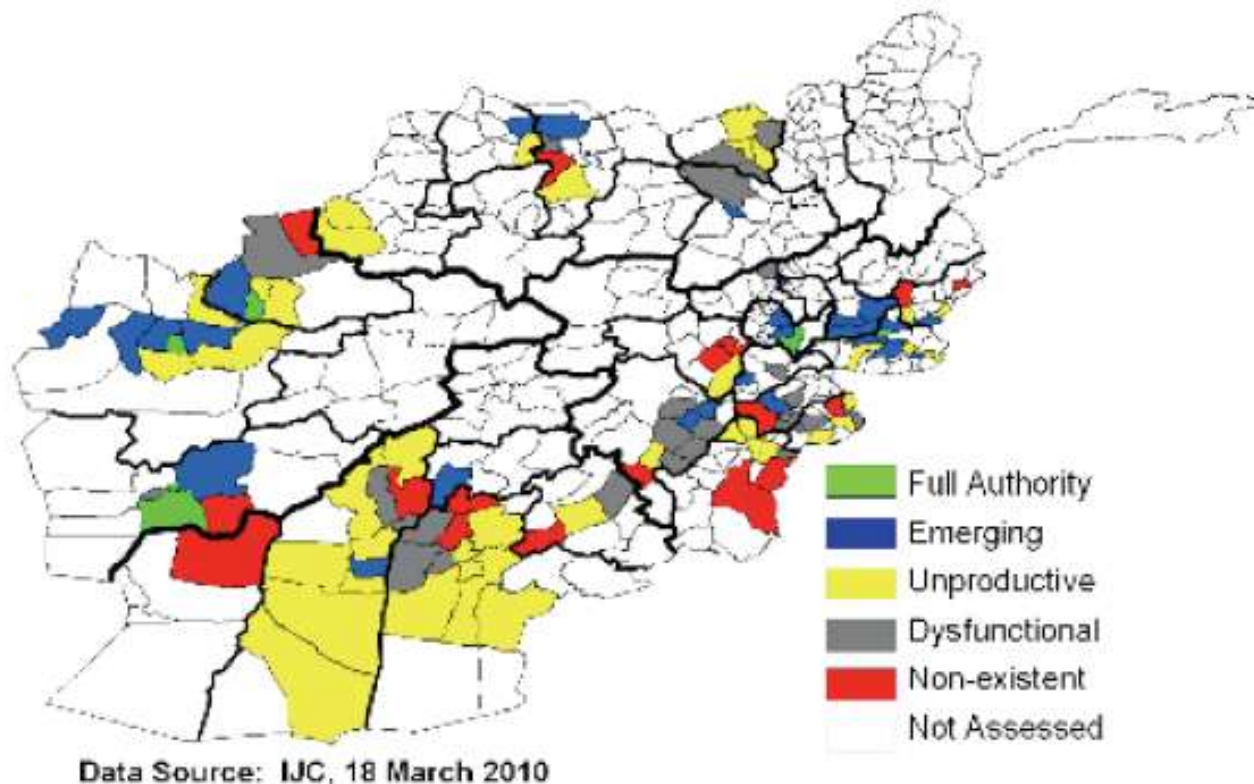 Full Authority
Emerging
Unproductive
Dysfunctional
Non-existent
Not Assessed
Data Source: IJC, 18 March 2010